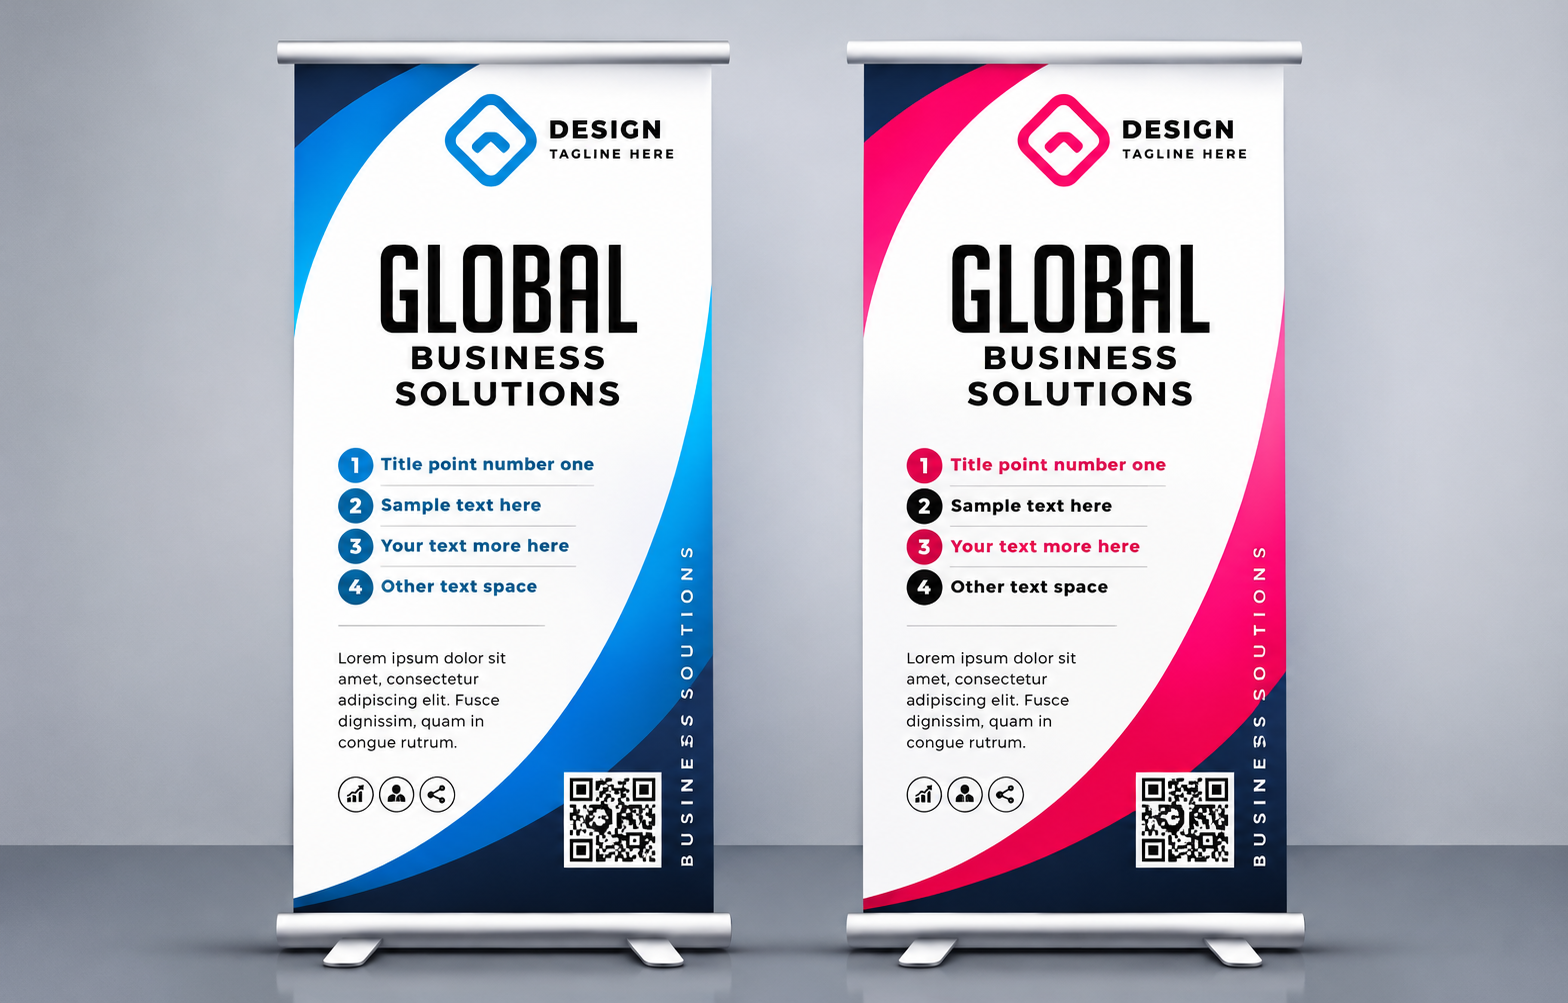 DESIGN
TAGLINE HERE
GLOBAL
BUSINESS
SOLUTIONS
1 Title point number one
2 Sample text here
3 Your text more here
4 Other text space
Lorem ipsum dolor sit
amet, consectetur
adipiscing elit. Fusce
dignissim, quam in
congue rutrum.
BUSINESS SOUTIONS
DESIGN
TAGLINE HERE
GLOBAL
BUSINESS
SOLUTIONS
1 Title point number one
2 Sample text here
3 Your text more here
4 Other text space
Lorem ipsum dolor sit
amet, consectetur
adipiscing elit. Fusce
dignissim, quam in
congue rutrum.
BUSINESS SOUTIONS